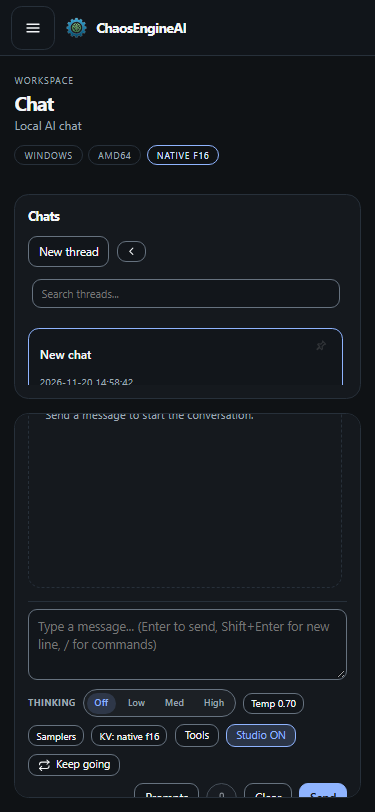 ChaosEngineAI
WORKSPACE
Chat
Local AI chat
WINDOWS
AMD64
NATIVE F16
Chats
New thread
Search threads...
New chat
2026-11-20 14:58:42
Send a message to start the conversation.
Type a message... (Enter to send, Shift+Enter for new
line, / for commands)
THINKING Off Low Med High Temp 0.70
Samplers KV: native f16 Tools Studio ON
Keep going
Prompts Clear Send